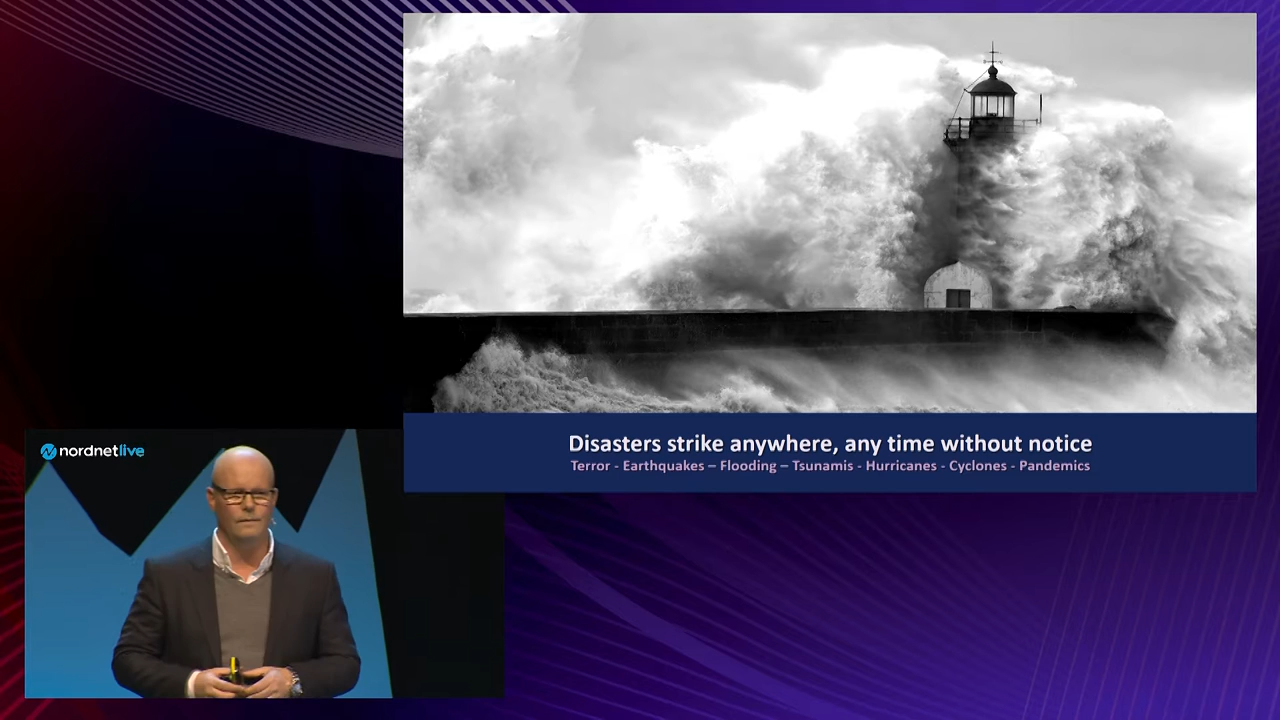 Disasters strike anywhere, any time without notice
Terror - Earthquakes – Flooding – Tsunamis - Hurricanes - Cyclones - Pandemics
nordnetlive